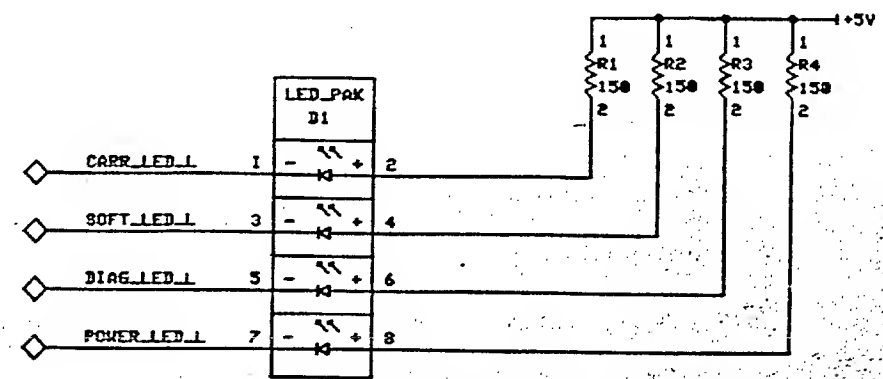 +5V
1 1 1 1
R1 R2 R3 R4
150 150 150 150
2 2 2 2
LED_PAK
D1
CARR_LED_L 1 - + 2
SOFT_LED_L 3 - + 4
DIAG_LED_L 5 - + 6
POWER_LED_L 7 - + 8